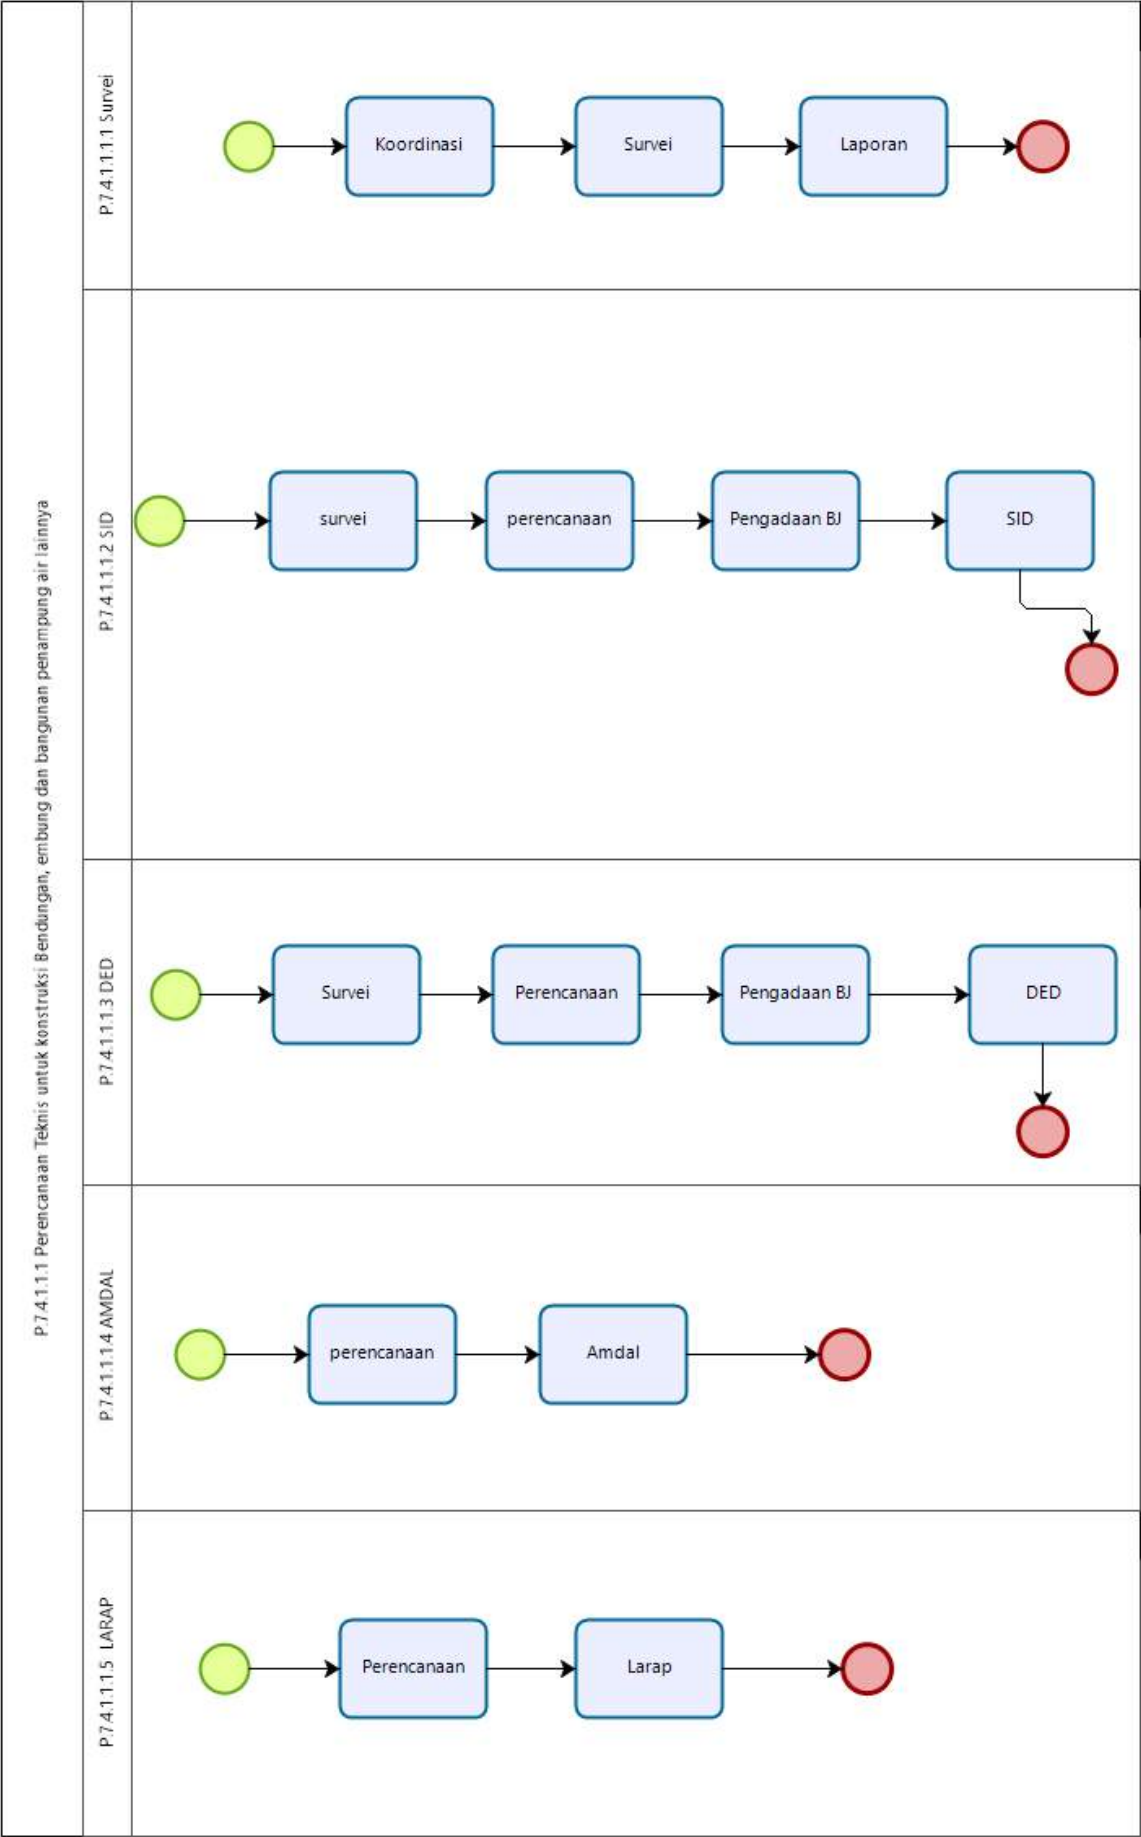 P.7.4.1.1.1 Perencanaan Teknis untuk konstruksi Bendungan, embung dan bangunan penampung air lainnya
P.7.4.1.1.1.1 Survei
Koordinasi
Survei
Laporan
P.7.4.1.1.1.2 SID
survei
perencanaan
Pengadaan BJ
SID
P.7.4.1.1.1.3 DED
Survei
Perencanaan
Pengadaan BJ
DED
P.7.4.1.1.1.4 AMDAL
perencanaan
Amdal
P.7.4.1.1.1.5 LARAP
Perencanaan
Larap